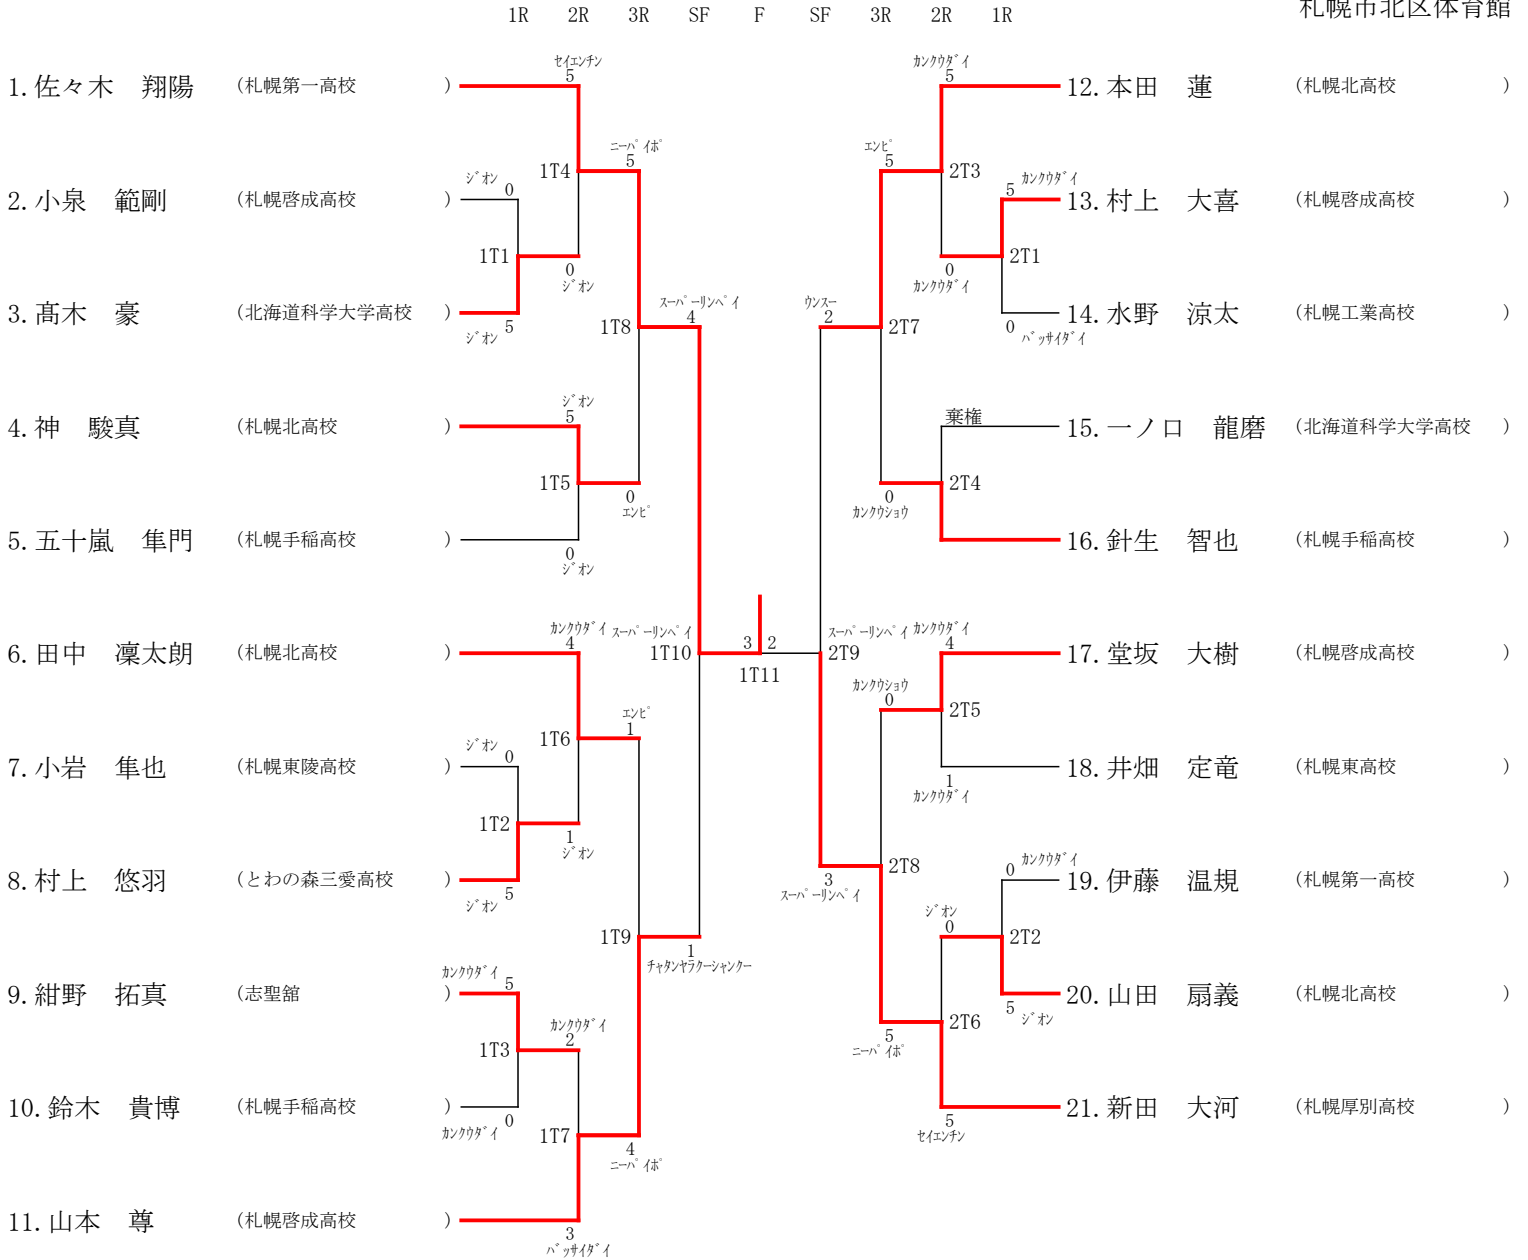 札幌市北区体育館
1R 2R 3R SF F SF 3R 2R 1R
1. 佐々木　翔陽 (札幌第一高校 )
2. 小泉　範剛 (札幌啓成高校 )
3. 髙木　豪 (北海道科学大学高校 )
4. 神　駿真 (札幌北高校 )
5. 五十嵐　隼門 (札幌手稲高校 )
6. 田中　凜太朗 (札幌北高校 )
7. 小岩　隼也 (札幌東陵高校 )
8. 村上　悠羽 (とわの森三愛高校 )
9. 紺野　拓真 (志聖舘 )
10. 鈴木　貴博 (札幌手稲高校 )
11. 山本　尊 (札幌啓成高校 )
ジオン 0
1T1
ジオン 5
ジオン 0
1T2
ジオン 5
カンクウダイ 5
1T3
カンクウダイ 0
セイエンチン
5
1T4
0
ジオン
ジオン
5
1T5
0
ジオン
カンクウダイ
4
1T6
1
ジオン
カンクウダイ
2
1T7
3
バッサイダイ
ニーパイポ
5
1T8
0
エンピ
エンピ
1
1T9
4
ニーパイポ
スーパーリンペイ
4
1T10
1
チャタンヤラクーシャンクー
スーパーリンペイ
3 2
1T11
スーパーリンペイ
ウンスー
2
2T9
3
スーパーリンペイ
エンピ
5
2T7
0
カンクウショウ
カンクウショウ
0
2T8
5
ニーパイポ
カンクウダイ
5
2T3
0
カンクウダイ
棄権
2T4
カンクウダイ
4
2T5
1
カンクウダイ
ジオン
0
2T6
5
セイエンチン
5 カンクウダイ
2T1
0 バッサイダイ
0 カンクウダイ
2T2
5 ジオン
12. 本田　蓮 (札幌北高校 )
13. 村上　大喜 (札幌啓成高校 )
14. 水野　涼太 (札幌工業高校 )
15. 一ノ口　龍磨 (北海道科学大学高校 )
16. 針生　智也 (札幌手稲高校 )
17. 堂坂　大樹 (札幌啓成高校 )
18. 井畑　定竜 (札幌東高校 )
19. 伊藤　温規 (札幌第一高校 )
20. 山田　扇義 (札幌北高校 )
21. 新田　大河 (札幌厚別高校 )